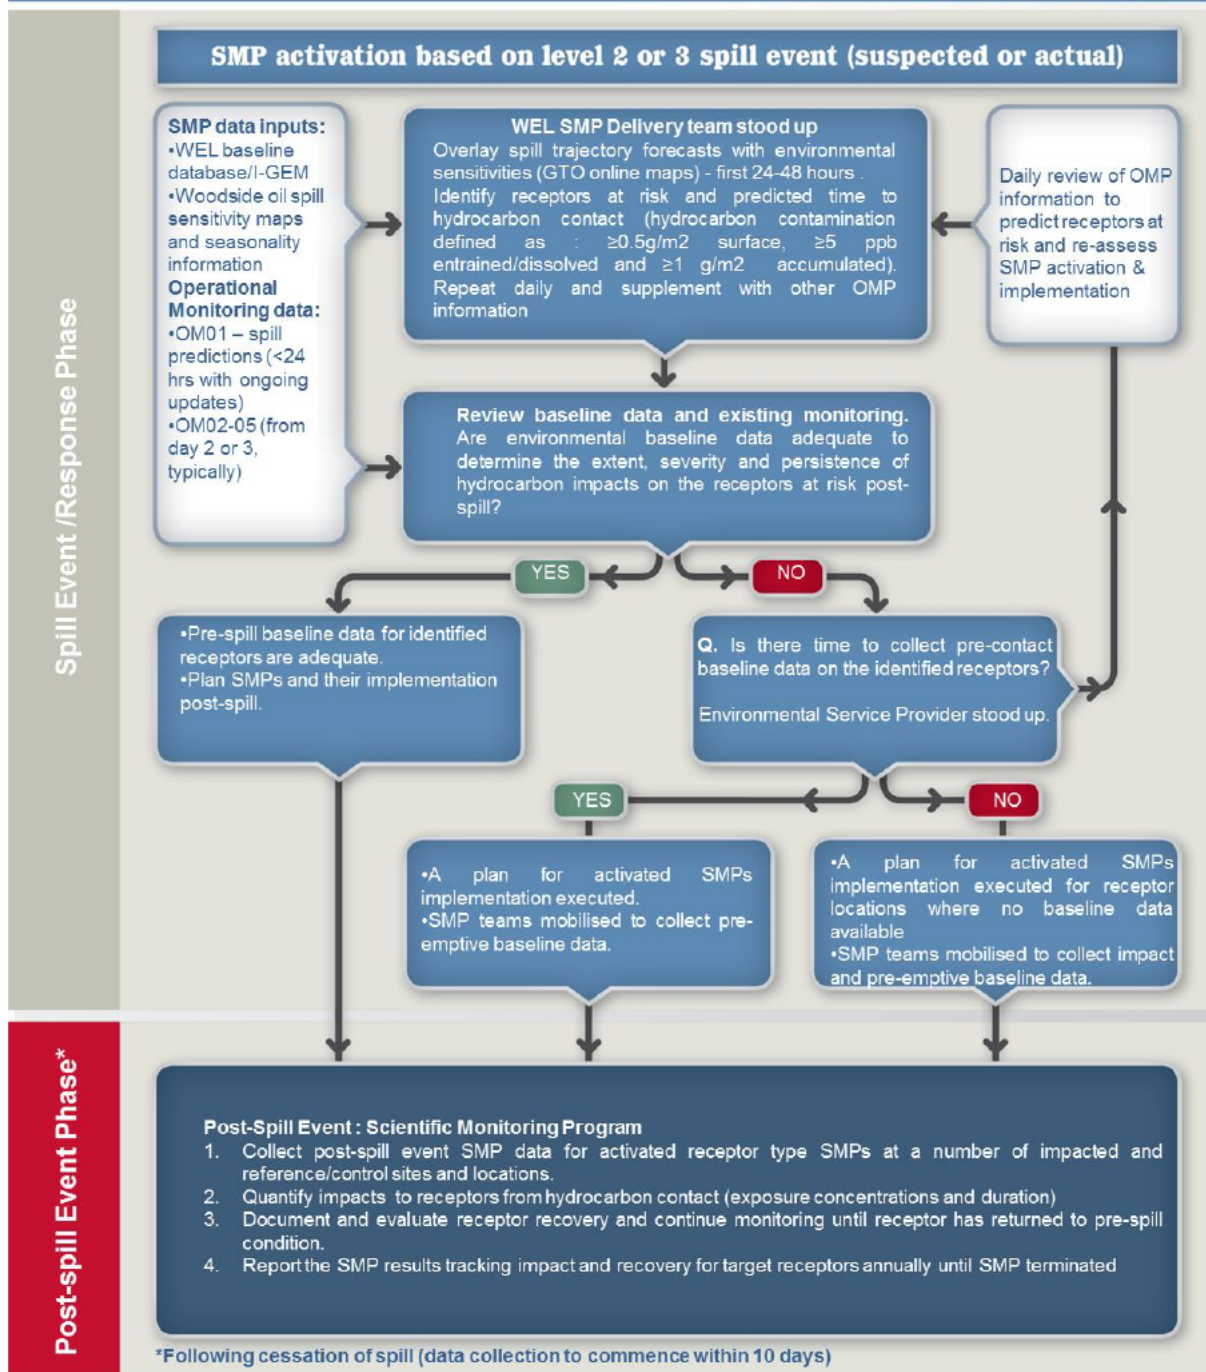 SMP activation based on level 2 or 3 spill event (suspected or actual)
Spill Event /Response Phase
SMP data inputs:
•WEL baseline
database/I-GEM
•Woodside oil spill
sensitivity maps
and seasonality
information
Operational
Monitoring data:
•OM01 – spill
predictions (<24
hrs with ongoing
updates)
•OM02-05 (from
day 2 or 3,
typically)
WEL SMP Delivery team stood up
Overlay spill trajectory forecasts with environmental
sensitivities (GTO online maps) - first 24-48 hours .
Identify receptors at risk and predicted time to
hydrocarbon contact (hydrocarbon contamination
defined as : ≥0.5g/m2 surface, ≥5 ppb
entrained/dissolved and ≥1 g/m2 accumulated).
Repeat daily and supplement with other OMP
information
Daily review of OMP
information to
predict receptors at
risk and re-assess
SMP activation &
implementation
Review baseline data and existing monitoring.
Are environmental baseline data adequate to
determine the extent, severity and persistence of
hydrocarbon impacts on the receptors at risk post-
spill?
YES
NO
•Pre-spill baseline data for identified
receptors are adequate.
•Plan SMPs and their implementation
post-spill.
Q. Is there time to collect pre-contact
baseline data on the identified receptors?
Environmental Service Provider stood up.
YES
NO
•A plan for activated SMPs
implementation executed.
•SMP teams mobilised to collect pre-
emptive baseline data.
•A plan for activated SMPs
implementation executed for receptor
locations where no baseline data
available
•SMP teams mobilised to collect impact
and pre-emptive baseline data.
Post-spill Event Phase*
Post-Spill Event : Scientific Monitoring Program
1. Collect post-spill event SMP data for activated receptor type SMPs at a number of impacted and
reference/control sites and locations.
2. Quantify impacts to receptors from hydrocarbon contact (exposure concentrations and duration)
3. Document and evaluate receptor recovery and continue monitoring until receptor has returned to pre-spill
condition.
4. Report the SMP results tracking impact and recovery for target receptors annually until SMP terminated
*Following cessation of spill (data collection to commence within 10 days)